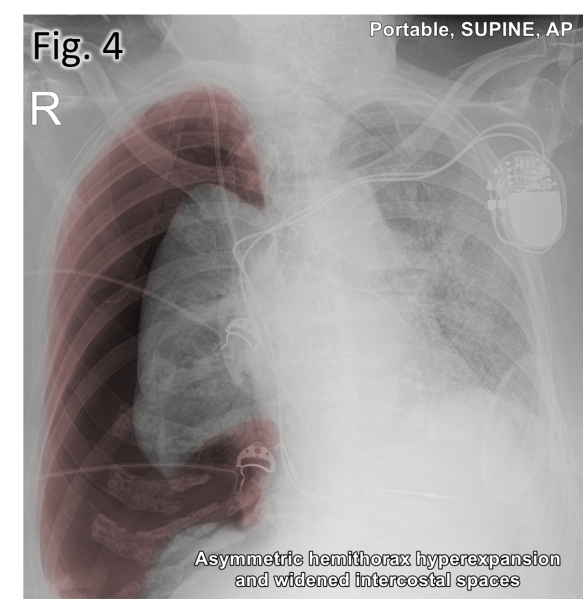 Portable, SUPINE, AP
Fig. 4
R
Asymmetric hemithorax hyperexpansion
and widened intercostal spaces